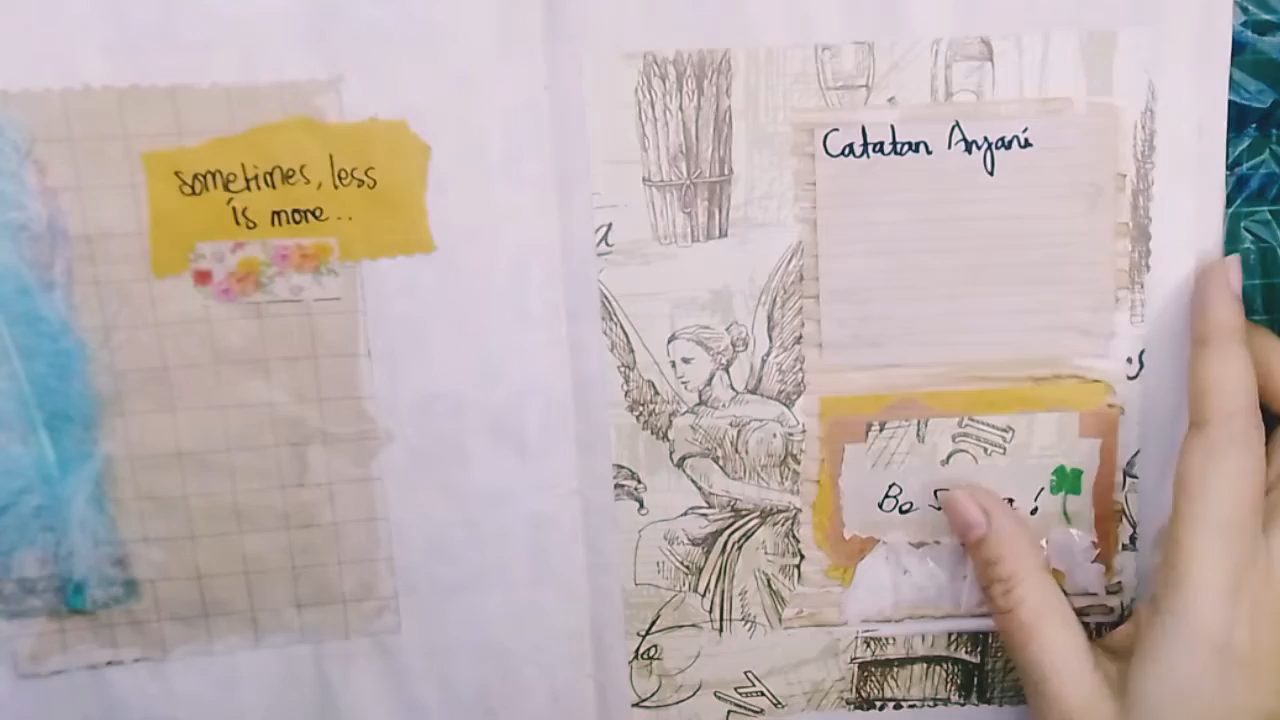 sometimes, less
is more..
Catatan Anjani
Be !